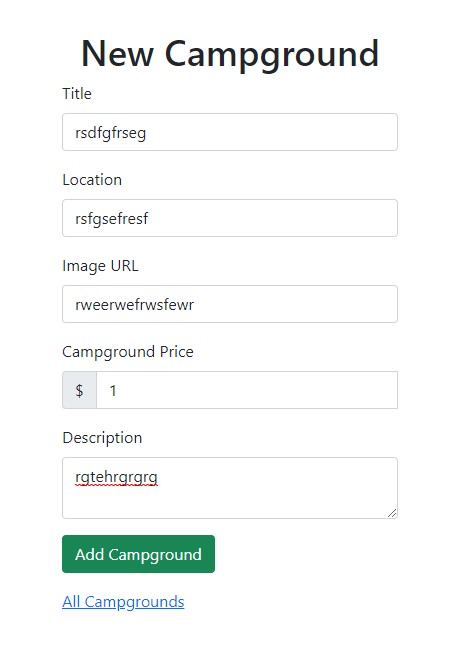 New Campground
Title
rsdfgfrseg
Location
rsfgsefresf
Image URL
rweerwefrwsfewr
Campground Price
$ 1
Description
rgtehrgrgrg
Add Campground
All Campgrounds